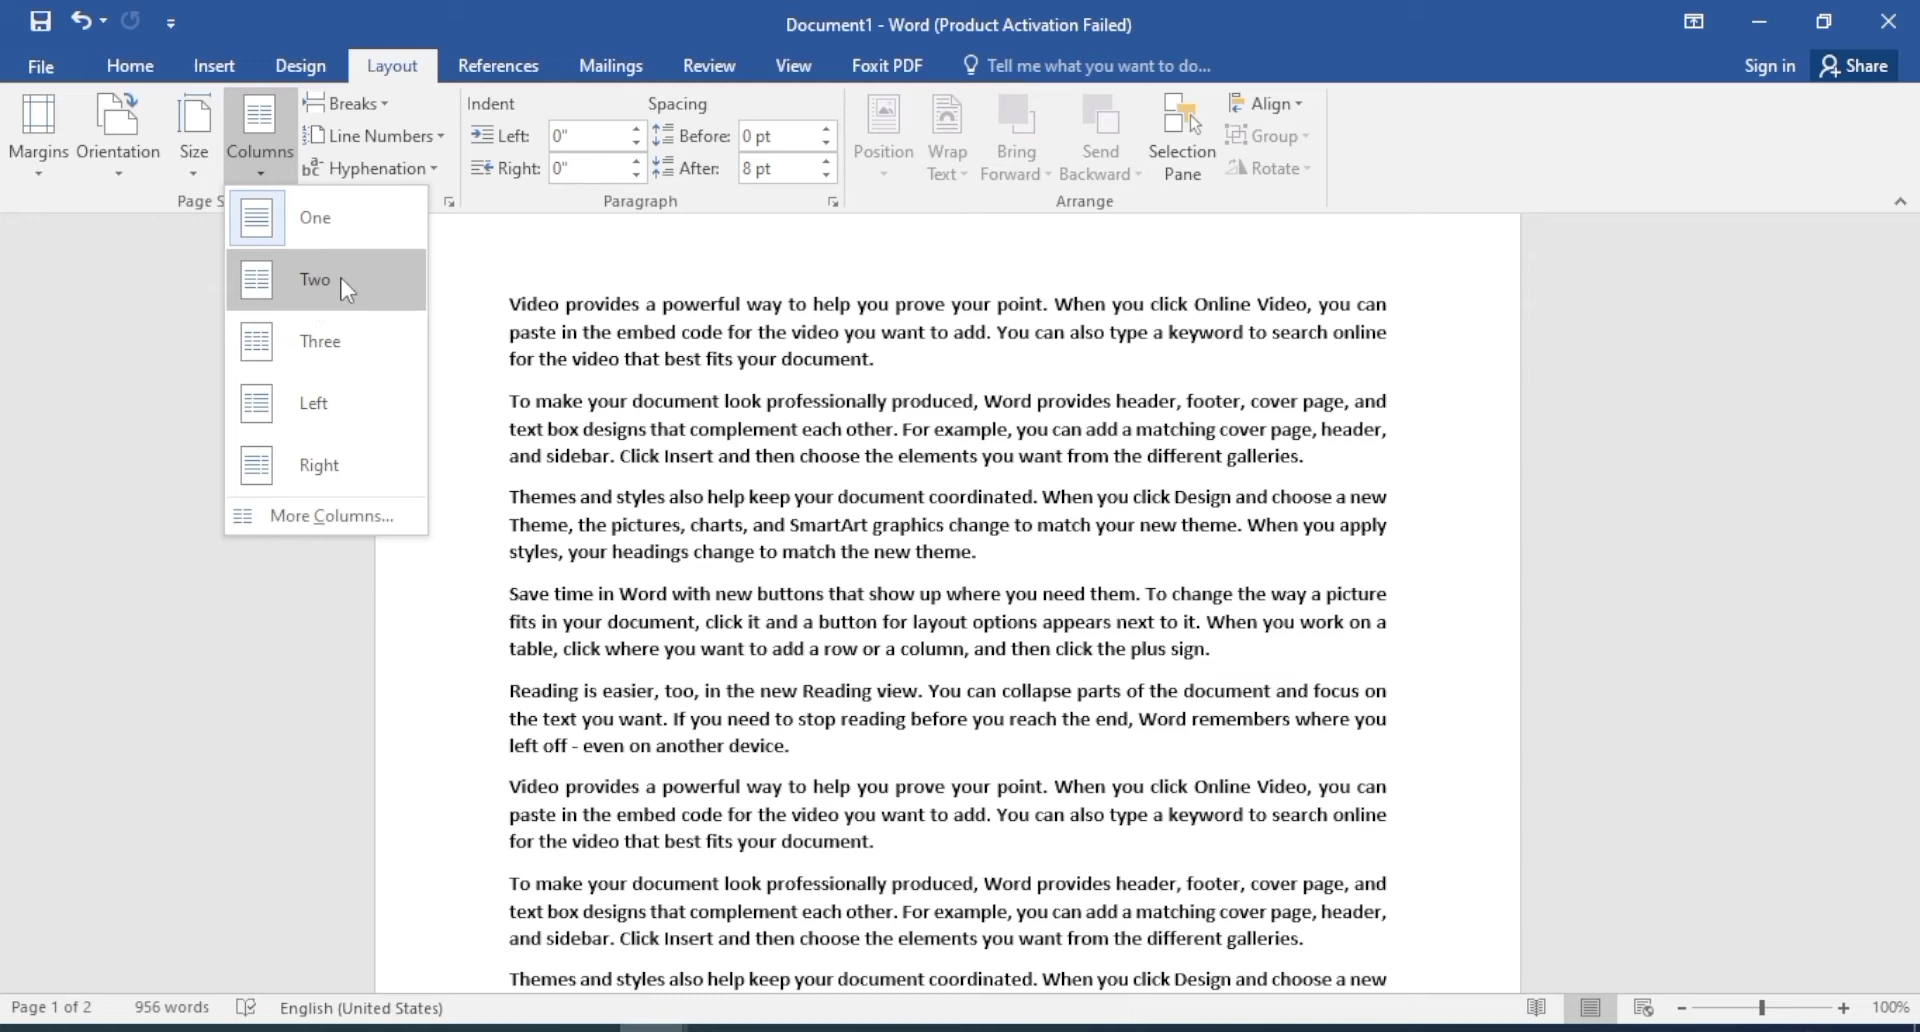 Document1 - Word (Product Activation Failed)
File Home Insert Design Layout References Mailings Review View Foxit PDF Tell me what you want to do... Sign in Share
Margins Orientation Size Columns
Breaks
Line Numbers
Hyphenation
Page S
Indent
Left: 0"
Right: 0"
Spacing
Before: 0 pt
After: 8 pt
Paragraph
Position
Wrap Text
Bring Forward
Send Backward
Selection Pane
Align
Group
Rotate
Arrange
One
Two
Three
Left
Right
More Columns...
Video provides a powerful way to help you prove your point. When you click Online Video, you can
paste in the embed code for the video you want to add. You can also type a keyword to search online
for the video that best fits your document.
To make your document look professionally produced, Word provides header, footer, cover page, and
text box designs that complement each other. For example, you can add a matching cover page, header,
and sidebar. Click Insert and then choose the elements you want from the different galleries.
Themes and styles also help keep your document coordinated. When you click Design and choose a new
Theme, the pictures, charts, and SmartArt graphics change to match your new theme. When you apply
styles, your headings change to match the new theme.
Save time in Word with new buttons that show up where you need them. To change the way a picture
fits in your document, click it and a button for layout options appears next to it. When you work on a
table, click where you want to add a row or a column, and then click the plus sign.
Reading is easier, too, in the new Reading view. You can collapse parts of the document and focus on
the text you want. If you need to stop reading before you reach the end, Word remembers where you
left off - even on another device.
Video provides a powerful way to help you prove your point. When you click Online Video, you can
paste in the embed code for the video you want to add. You can also type a keyword to search online
for the video that best fits your document.
To make your document look professionally produced, Word provides header, footer, cover page, and
text box designs that complement each other. For example, you can add a matching cover page, header,
and sidebar. Click Insert and then choose the elements you want from the different galleries.
Themes and styles also help keep your document coordinated. When you click Design and choose a new
Page 1 of 2 956 words English (United States) 100%